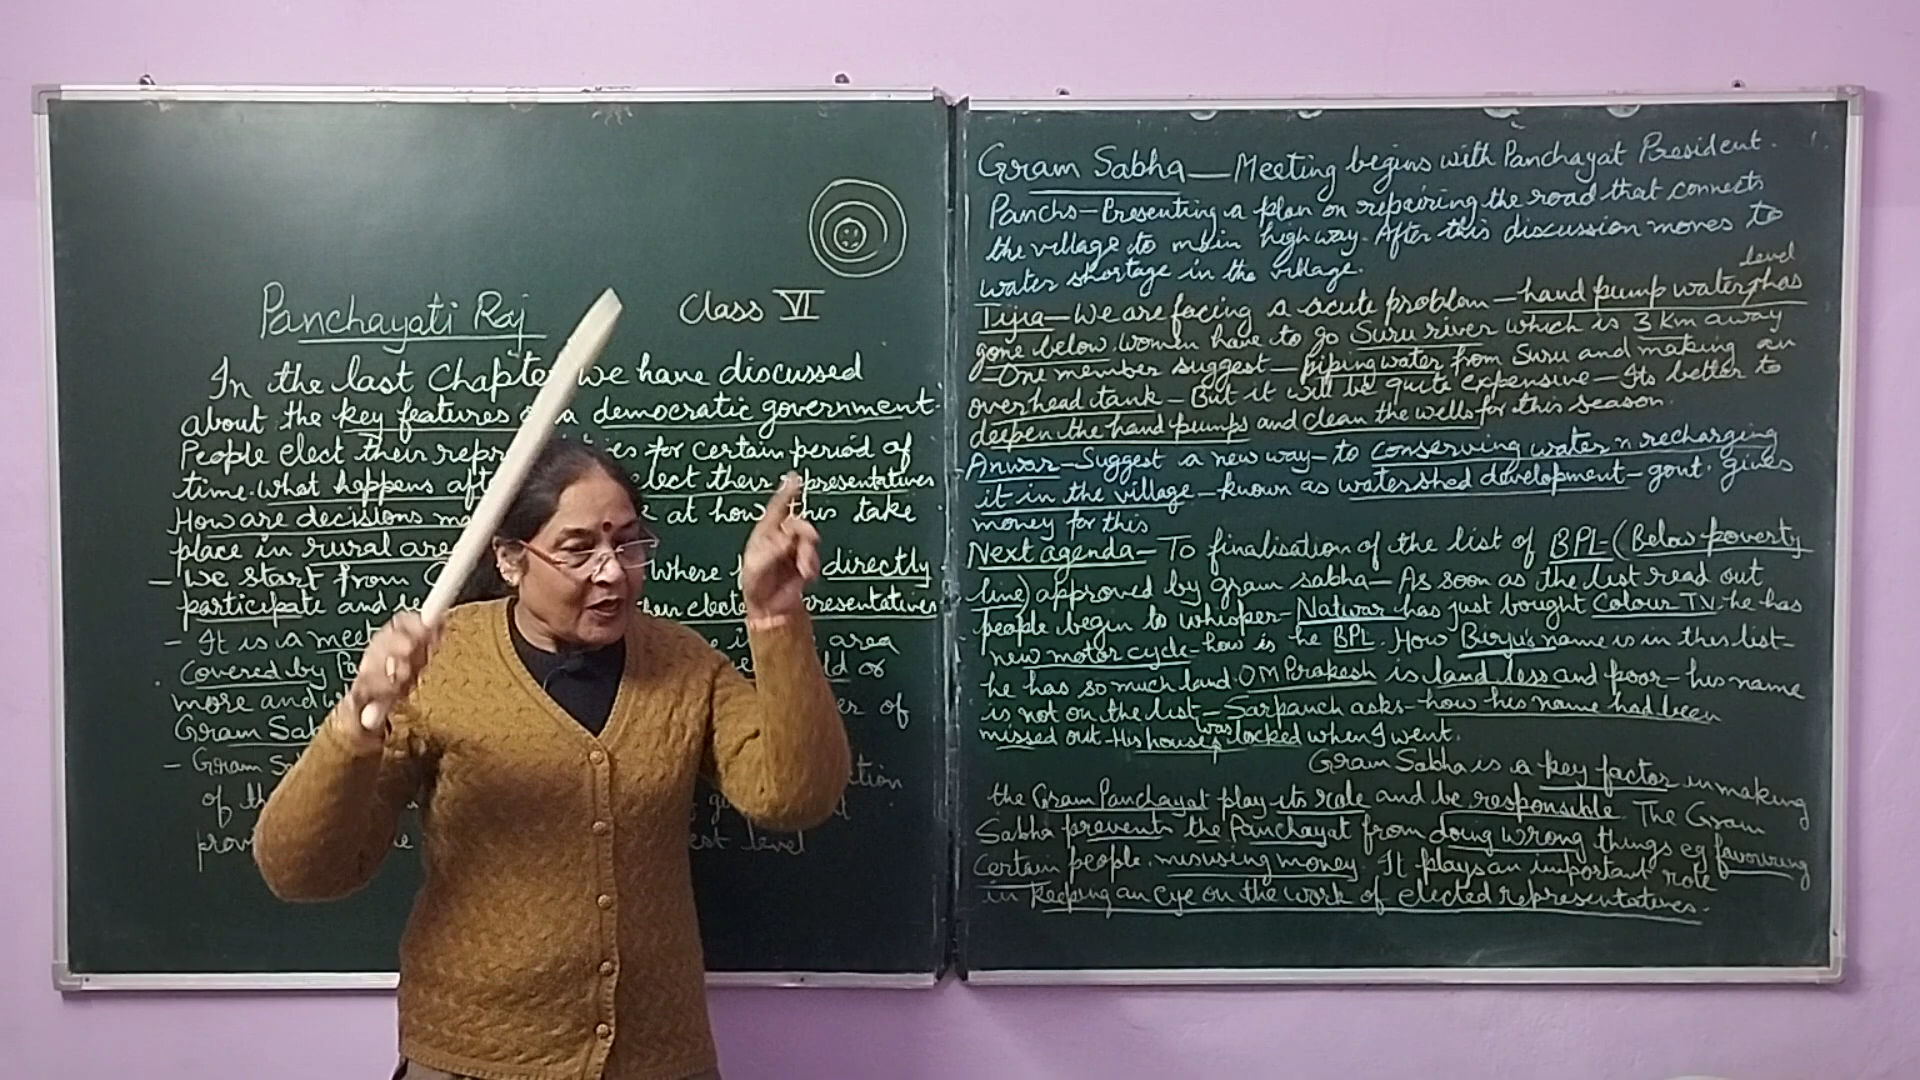 Panchayati Raj Class VI
In the last Chapter we have discussed
about the key features a democratic government.
People elect their for certain period of
time. what happens elect their representatives
How are decisions at how this take
place in rural
- We start from where directly
participate and elected
- It is a area
Covered by or
more and of
Gram
- Gram
of
est level
Gram Sabha — Meeting begins with Panchayat President.
Panchs - Presenting a plan on repairing the road that connects
the village to main highway. After this discussion moves to
water shortage in the village.
level
Tijia - We are facing a acute problem - hand pump water has
gone below. women have to go Suru river which is 3 km away
- One member suggest - piping water from Suru and making an
overhead tank - But it will be quite expensive - Its better to
deepen the hand pumps and clean the wells for this season.
Anwar - Suggest a new way - to conserving water n recharging
it in the village - known as watershed development - govt. gives
money for this
Next agenda - To finalisation of the list of BPL - (Below poverty
line) approved by gram sabha - As soon as the list read out
people begin to whisper - Natwar has just bought Colour TV. he has
new motor cycle - how is he BPL. How Birju's name is in this list -
he has so much land. OM Prakash is land less and poor - his name
is not on the list - Sarpanch asks - how his name had been
missed out - His house was locked when I went.
Gram Sabha is a key factor in making
the Gram Panchayat play its role and be responsible. The Gram
Sabha prevents the Panchayat from doing wrong things eg favouring
Certain people. misusing money. It plays an important role
in keeping an eye on the work of elected representatives.